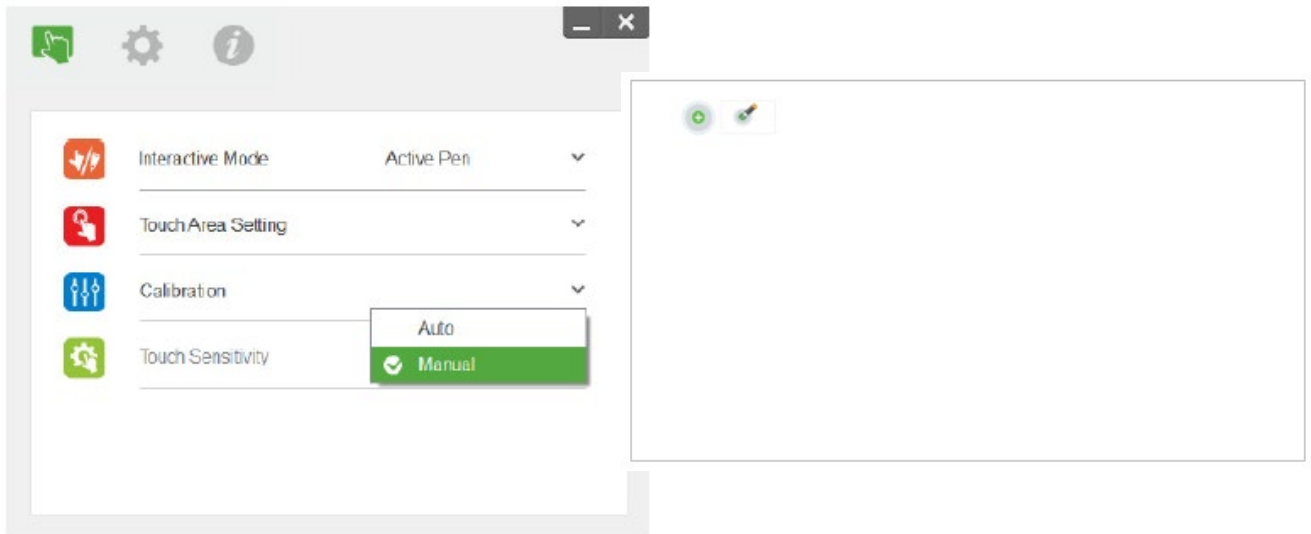 Interactive Mode Active Pen
Touch Area Setting
Calibration
Auto
Touch Sensitivity
Manual